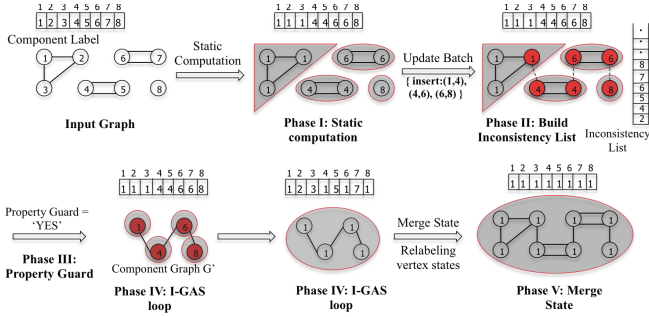 1 2 3 4 5 6 7 8
1 2 3 4 5 6 7 8
Component Label
1 2 6 7
3 4 5 8
Input Graph
Static
Computation
1 2 3 4 5 6 7 8
1 1 1 4 4 6 6 8
1 1 6 6
1 4 4 8
Phase I: Static
computation
Update Batch
{ insert:(1,4),
(4,6), (6,8) }
1 2 3 4 5 6 7 8
1 1 1 4 4 6 6 8
1 1 6 6
1 4 4 8
Phase II: Build
Inconsistency List
8
7
6
5
4
2
Inconsistency
List
Property Guard =
‘YES’
Phase III:
Property Guard
1 2 3 4 5 6 7 8
1 1 1 4 4 6 6 8
1 6
4 8
Component Graph G’
Phase IV: I-GAS
loop
1 2 3 4 5 6 7 8
1 2 3 1 5 1 7 1
1 1
1 1
Phase IV: I-GAS
loop
Merge State
Relabeling
vertex states
1 2 3 4 5 6 7 8
1 1 1 1 1 1 1 1
1 1 1 1
1 1 1 1
Phase V: Merge
State